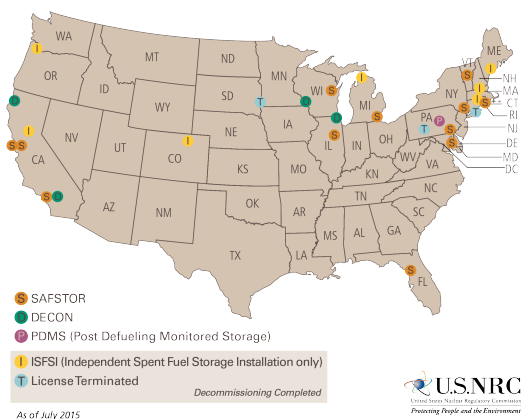 WA
MT
ND
MN
ME
VT
OR
ID
WY
SD
WI
MI
NY
NH
MA
CT
RI
NJ
DE
MD
DC
NV
UT
CO
NE
IA
IL
IN
OH
PA
WV
VA
CA
KS
MO
KY
NC
TN
SC
AZ
NM
OK
AR
MS
AL
GA
TX
LA
FL
I
I
I
I
I
I
I
D
D
D
D
T
T
T
S
S
S
S
S
S
S
S
S
S
S
S
P
S SAFSTOR
D DECON
P PDMS (Post Defueling Monitored Storage)
I ISFSI (Independent Spent Fuel Storage Installation only)
T License Terminated
Decommissioning Completed
As of July 2015
U.S.NRC
United States Nuclear Regulatory Commission
Protecting People and the Environment